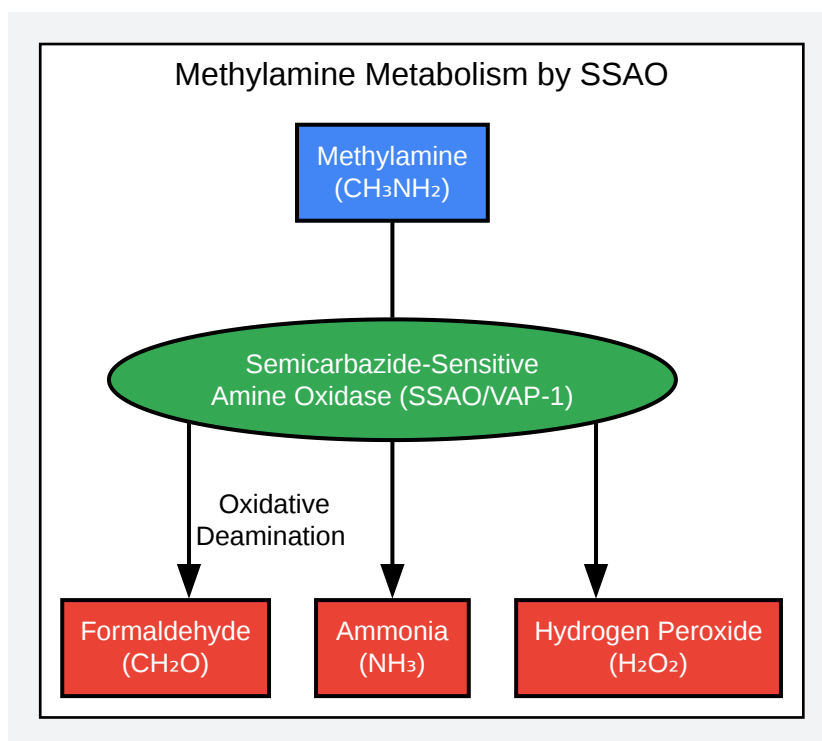 Methylamine Metabolism by SSAO
Methylamine
(CH₃NH₂)
Semicarbazide-Sensitive
Amine Oxidase (SSAO/VAP-1)
Oxidative
Deamination
Formaldehyde
(CH₂O)
Ammonia
(NH₃)
Hydrogen Peroxide
(H₂O₂)